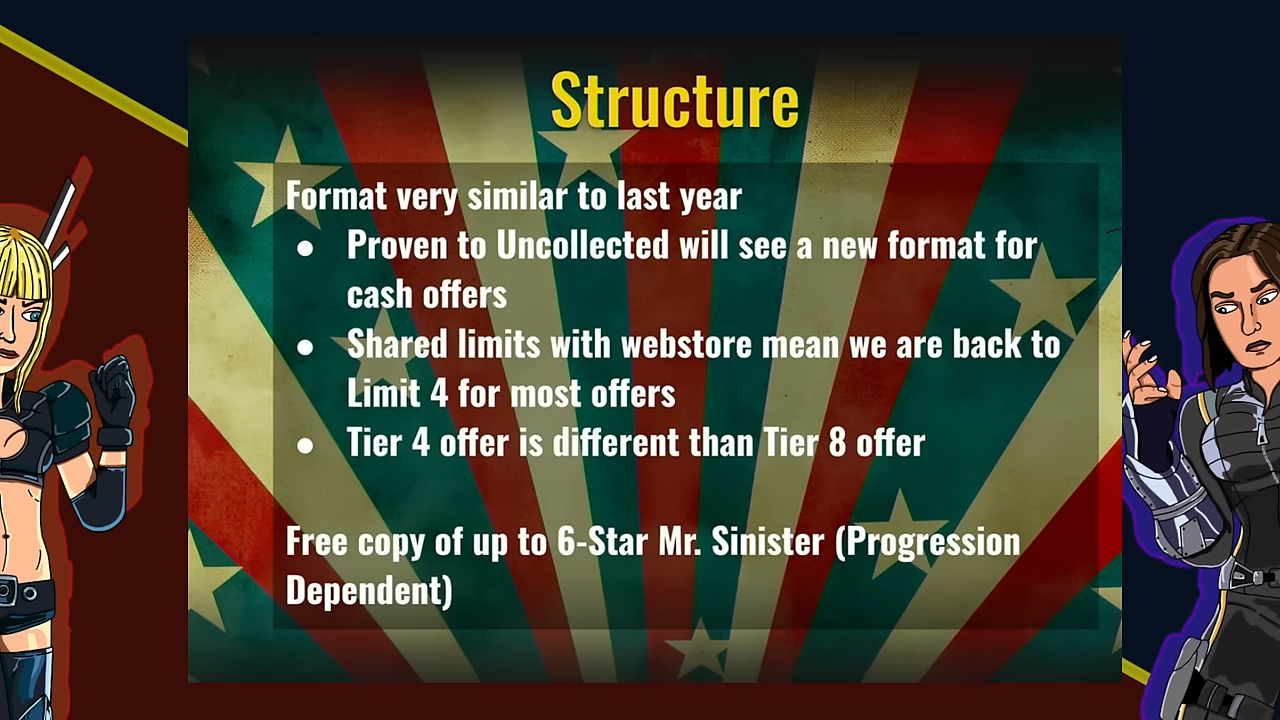 Structure
Format very similar to last year
● Proven to Uncollected will see a new format for
cash offers
● Shared limits with webstore mean we are back to
Limit 4 for most offers
● Tier 4 offer is different than Tier 8 offer
Free copy of up to 6-Star Mr. Sinister (Progression
Dependent)